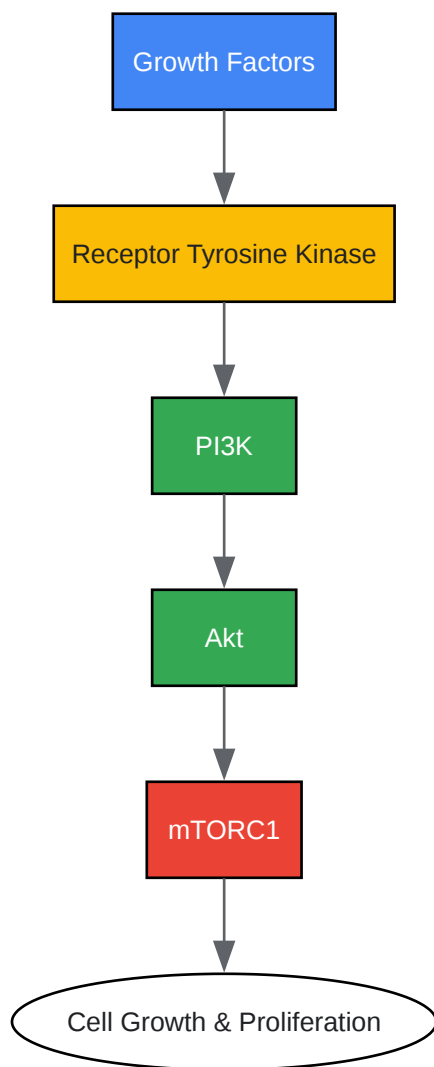 Growth Factors
Receptor Tyrosine Kinase
PI3K
Akt
mTORC1
Cell Growth & Proliferation